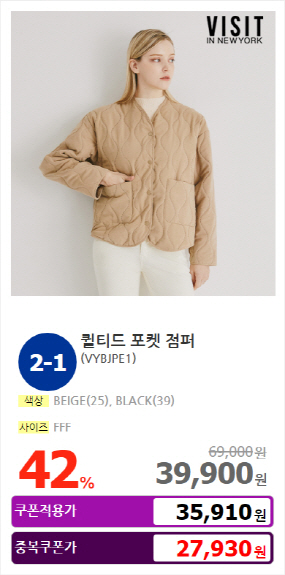 VISIT
IN NEWYORK
2-1
퀼티드 포켓 점퍼
(VYBJPE1)
색상 BEIGE(25), BLACK(39)
사이즈 FFF
42%
69,000원
39,900원
쿠폰적용가 35,910원
중복쿠폰가 27,930원